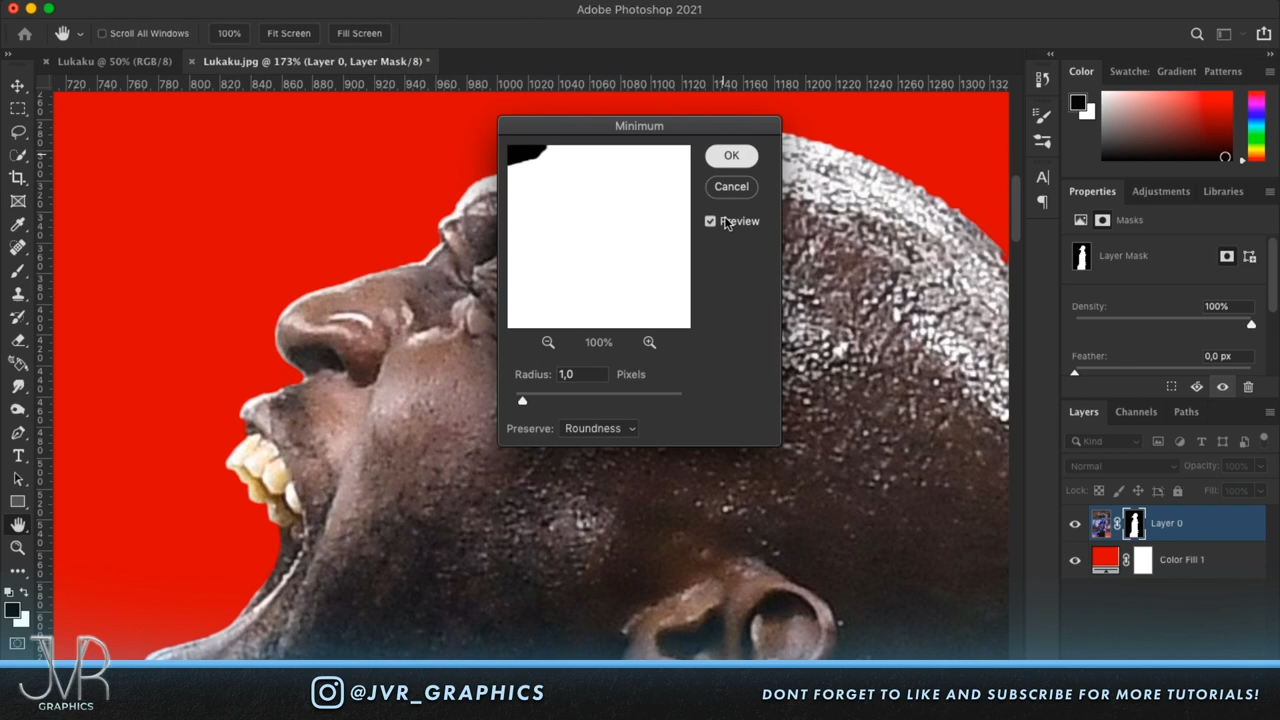 Adobe Photoshop 2021
Scroll All Windows 100% Fit Screen Fill Screen
Lukaku @ 50% (RGB/8) Lukaku.jpg @ 173% (Layer 0, Layer Mask/8) *
720 740 760 780 800 820 840 860 880 900 920 940 960 980 1000 1020 1040 1060 1080 1100 1120 1140 1160 1180 1200 1220 1240 1260 1280 1300 132
Minimum
OK
Cancel
100%
Radius: 1,0 Pixels
Preserve: Roundness
Color Swatche: Gradient Patterns
Properties Adjustments Libraries
Masks
Layer Mask
Density: 100%
Feather: 0,0 px
Layers Channels Paths
Kind
Normal Opacity: 100%
Lock: Fill: 100%
Layer 0
Color Fill 1
JVR
GRAPHICS
@JVR_GRAPHICS
DONT FORGET TO LIKE AND SUBSCRIBE FOR MORE TUTORIALS!